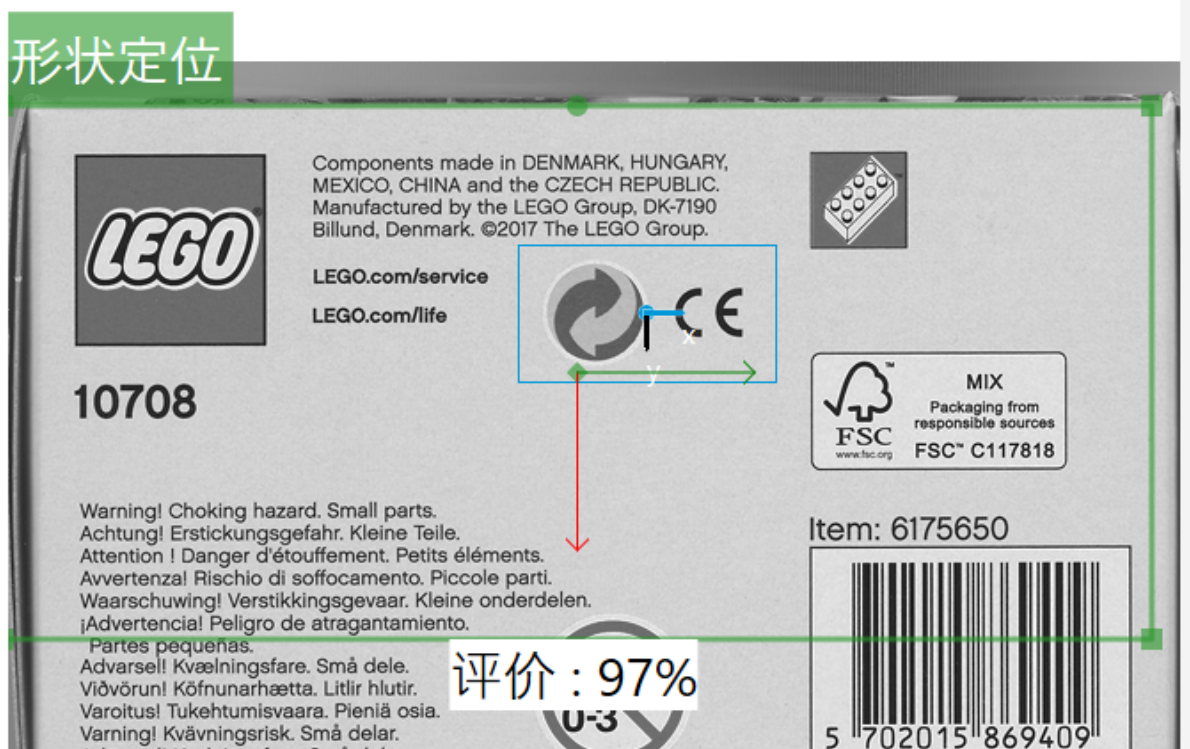 形状定位
LEGO
Components made in DENMARK, HUNGARY,
MEXICO, CHINA and the CZECH REPUBLIC.
Manufactured by the LEGO Group, DK-7190
Billund, Denmark. ©2017 The LEGO Group.
LEGO.com/service
LEGO.com/life
CE
x
y
10708
™
MIX
Packaging from
responsible sources
FSC
www.fsc.org
FSC™ C117818
Warning! Choking hazard. Small parts.
Achtung! Erstickungsgefahr. Kleine Teile.
Attention ! Danger d'étouffement. Petits éléments.
Avvertenza! Rischio di soffocamento. Piccole parti.
Waarschuwing! Verstikkingsgevaar. Kleine onderdelen.
¡Advertencia! Peligro de atragantamiento.
Partes pequeñas.
Advarsel! Kvælningsfare. Små dele.
Viðvörun! Köfnunarhætta. Litlir hlutir.
Varoitus! Tukehtumisvaara. Pieniä osia.
Varning! Kvävningsrisk. Små delar.
评价 : 97%
0-3
Item: 6175650
5 702015 869409